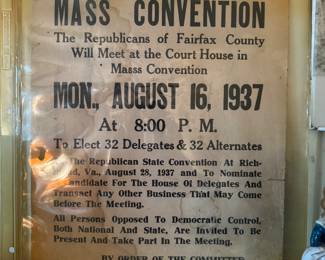 MASS CONVENTION
The Republicans of Fairfax County
Will Meet at the Court House in
Masss Convention
MON., AUGUST 16, 1937
At 8:00 P. M.
To Elect 32 Delegates & 32 Alternates
The Republican State Convention At Rich-
nd, Va., August 28, 1937 and To Nominate
Candidate For The House Of Delegates And
Transact Any Other Business That May Come
Before The Meeting.
All Persons Opposed To Democratic Control,
Both National And State, Are Invited To Be
Present And Take Part In The Meeting.
BY ORDER OF THE COMMITTEE